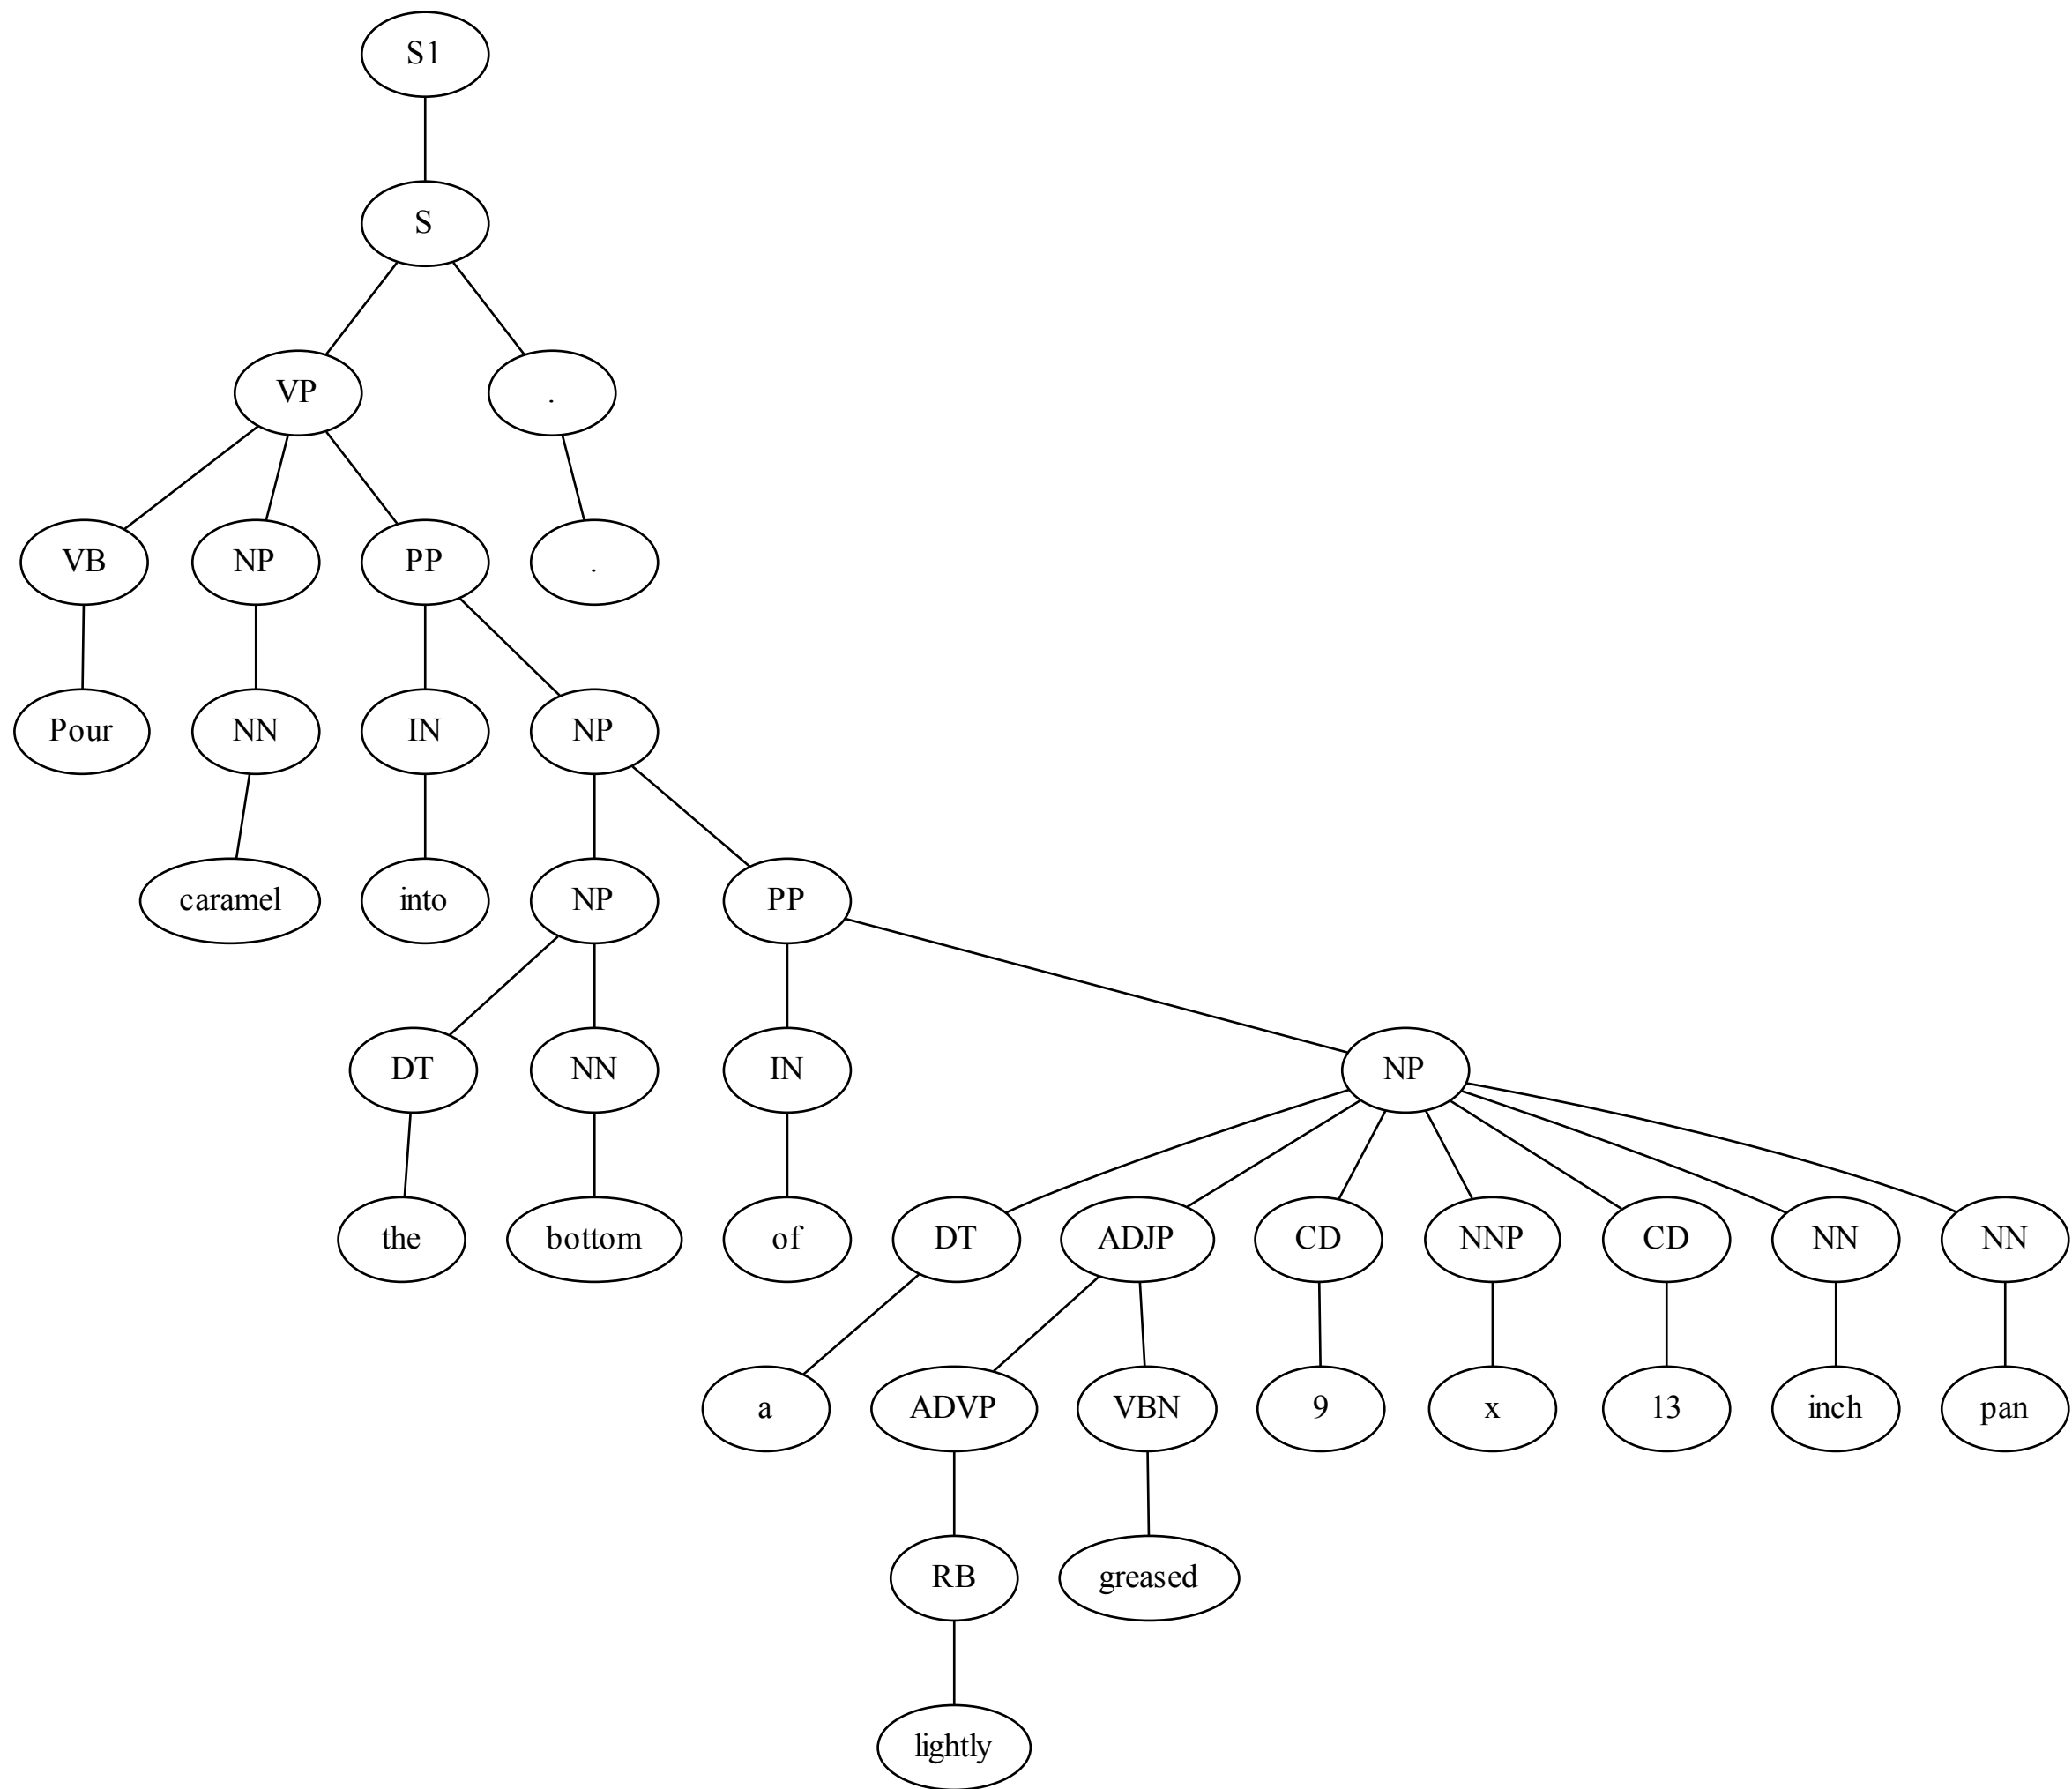 S1
S
VP .
VB NP PP .
Pour NN IN NP
caramel into NP PP
DT NN IN NP
the bottom of DT ADJP CD NNP CD NN NN
a ADVP VBN 9 x 13 inch pan
RB greased
lightly